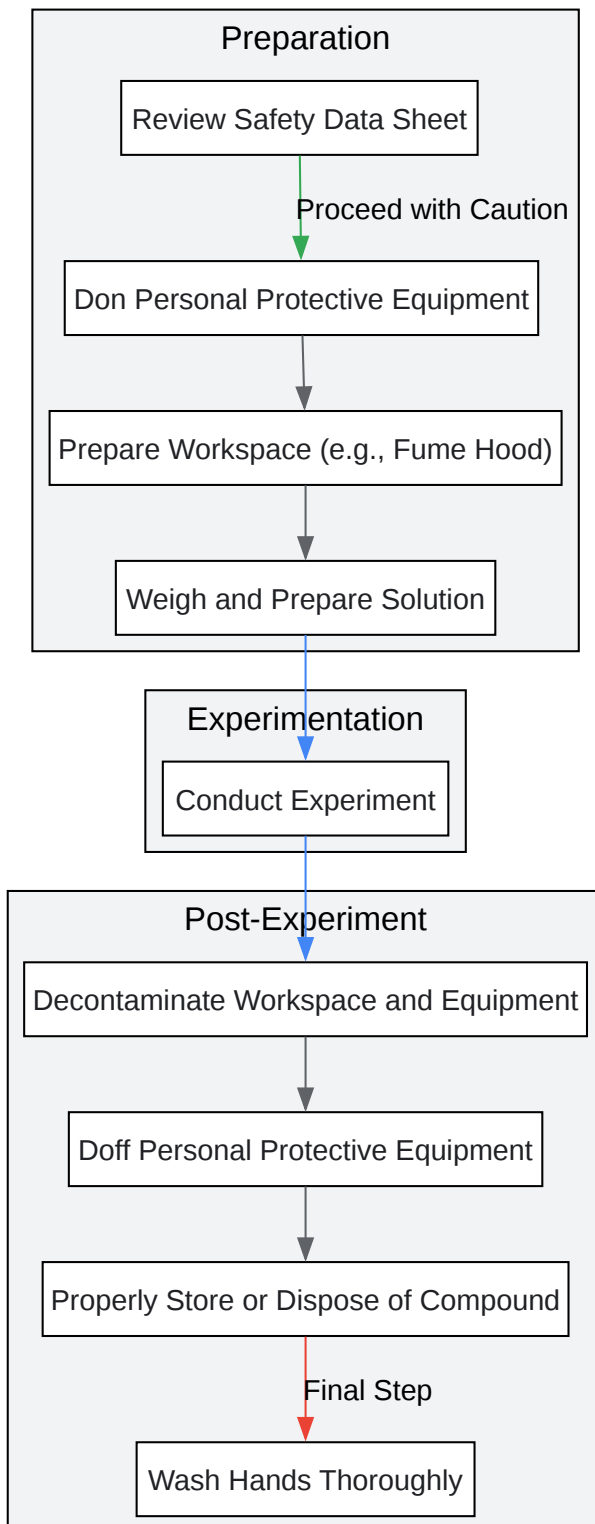 Preparation
Review Safety Data Sheet
Proceed with Caution
Don Personal Protective Equipment
Prepare Workspace (e.g., Fume Hood)
Weigh and Prepare Solution
Experimentation
Conduct Experiment
Post-Experiment
Decontaminate Workspace and Equipment
Doff Personal Protective Equipment
Properly Store or Dispose of Compound
Final Step
Wash Hands Thoroughly